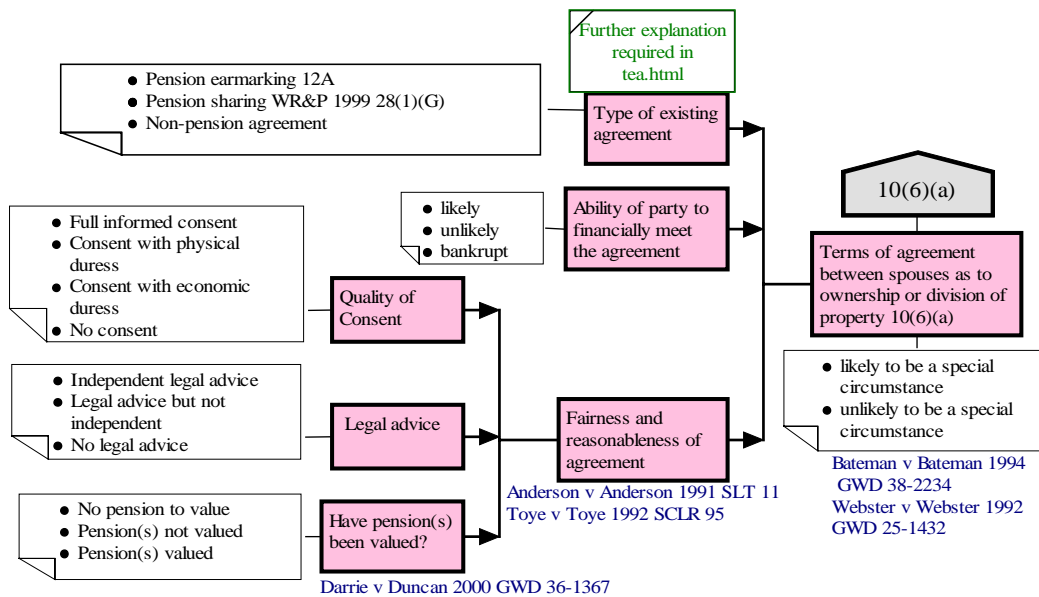 Further explanation
required in
tea.html
● Pension earmarking 12A
● Pension sharing WR&P 1999 28(1)(G)
● Non-pension agreement
Type of existing
agreement
10(6)(a)
● likely
● unlikely
● bankrupt
Ability of party to
financially meet
the agreement
● Full informed consent
● Consent with physical
duress
● Consent with economic
duress
● No consent
Quality of
Consent
Terms of agreement
between spouses as to
ownership or division of
property 10(6)(a)
● likely to be a special
circumstance
● unlikely to be a special
circumstance
● Independent legal advice
● Legal advice but not
independent
● No legal advice
Legal advice
Fairness and
reasonableness of
agreement
Bateman v Bateman 1994
GWD 38-2234
Webster v Webster 1992
GWD 25-1432
Anderson v Anderson 1991 SLT 11
Toye v Toye 1992 SCLR 95
● No pension to value
● Pension(s) not valued
● Pension(s) valued
Have pension(s)
been valued?
Darrie v Duncan 2000 GWD 36-1367